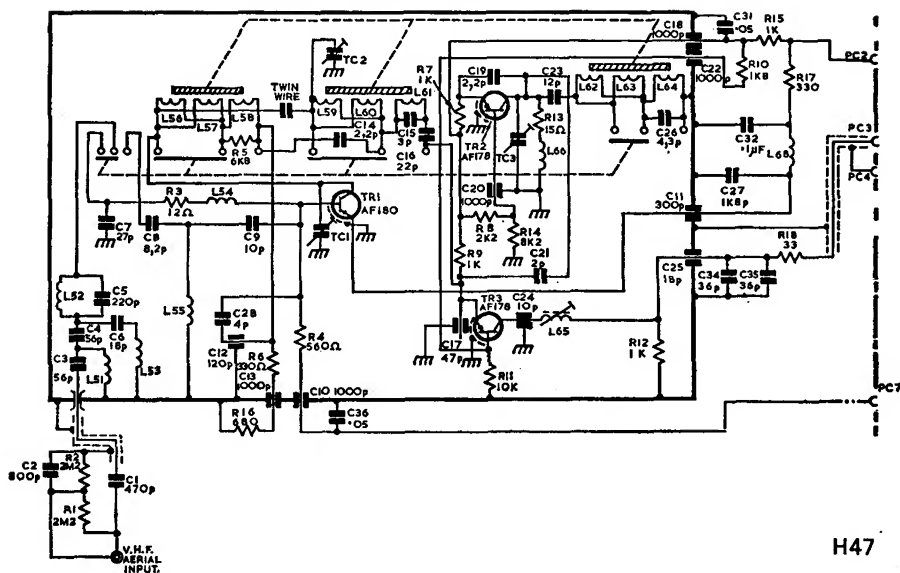 C31
·05
R15
1K
C18
1000p
PC2
R10
1K8
C22
1000p
R17
330
TC2
R7
1K
C19
2,2p
C23
12p
TWIN
WIRE
L61
L56
L57
L58
L59
L60
L62
L63
L64
R13
15Ω
C14
2,2p
C15
3p
C16
22p
R5
6K8
TR2
AF178
TC3
L66
C26
4,3p
C32
·1µF
L68
PC3
PC4
R3
12Ω
L54
TR1
AF180
C20
1000p
C11
300p
C27
1K8p
C7
27p
C8
8,2p
C9
10p
TC1
R8
2K2
R14
8K2
R9
1K
C21
2p
R18
33
C25
18p
C34
36p
C35
36p
L52
C5
220p
L55
C4
56p
C6
18p
C3
56p
L51
L53
C28
4p
C12
120p
R6
330Ω
R4
560Ω
C13
1000p
TR3
AF178
C24
10p
L65
C17
47p
R12
1K
R11
10K
C10 1000p
PC7
R16
680
C36
·05
C2
800p
R2
2M2
C1
470p
R1
2M2
V.H.F.
AERIAL
INPUT.
H47